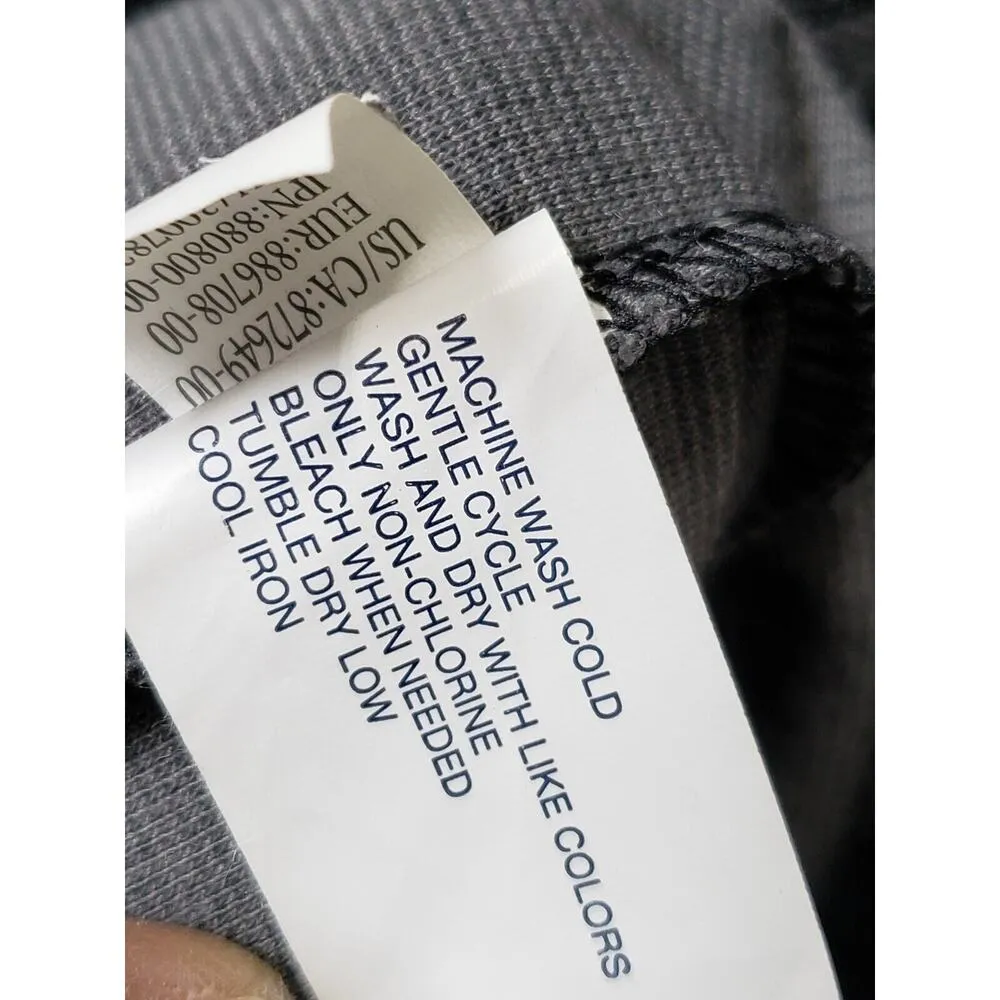 MACHINE WASH COLD
GENTLE CYCLE
WASH AND DRY WITH LIKE COLORS
ONLY NON-CHLORINE
BLEACH WHEN NEEDED
TUMBLE DRY LOW
COOL IRON
US/CA:872649-00
EUR:886708-00
IPN:880800-00